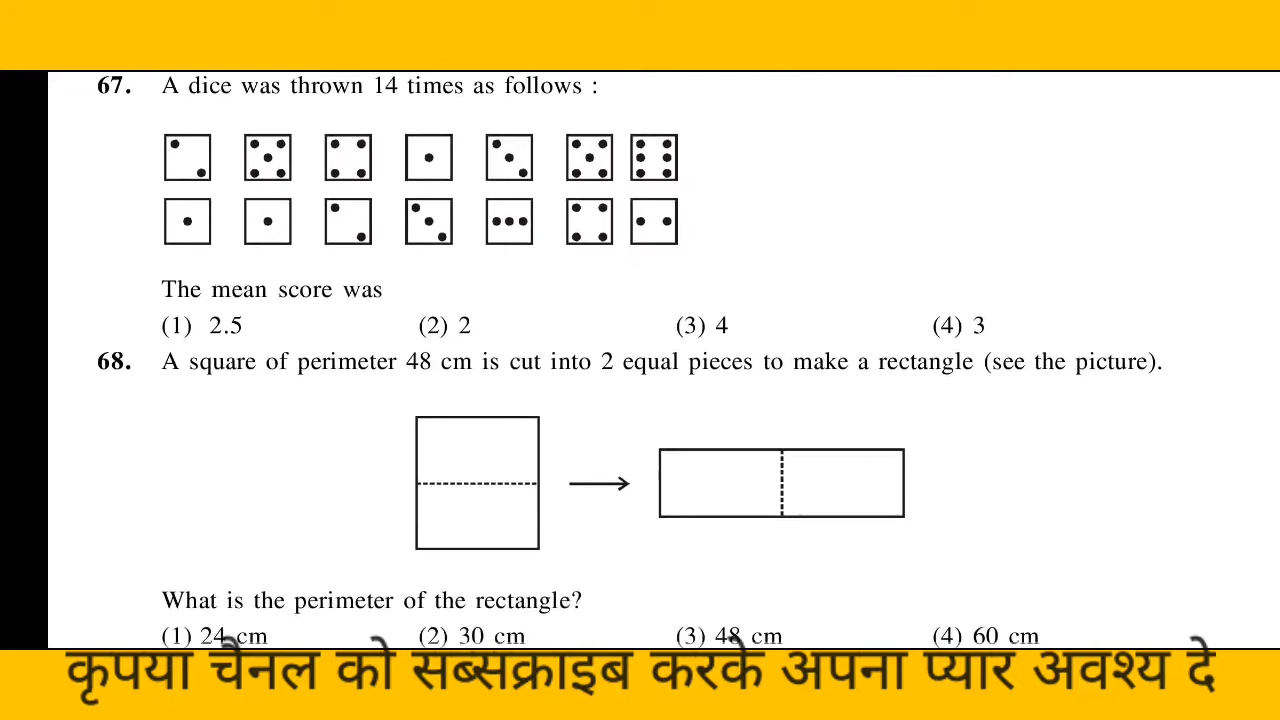 67. A dice was thrown 14 times as follows :
The mean score was
(1) 2.5 (2) 2 (3) 4 (4) 3
68. A square of perimeter 48 cm is cut into 2 equal pieces to make a rectangle (see the picture).
What is the perimeter of the rectangle?
(1) 24 cm (2) 30 cm (3) 48 cm (4) 60 cm
कृपया चैनल को सब्सक्राइब करके अपना प्यार अवश्य दे